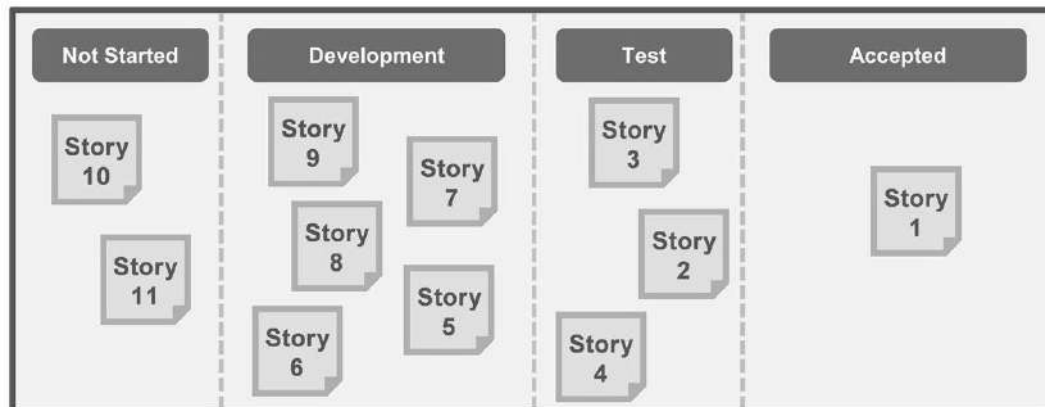 Not Started
Development
Test
Accepted
Story
10
Story
11
Story
9
Story
7
Story
8
Story
5
Story
6
Story
3
Story
2
Story
4
Story
1